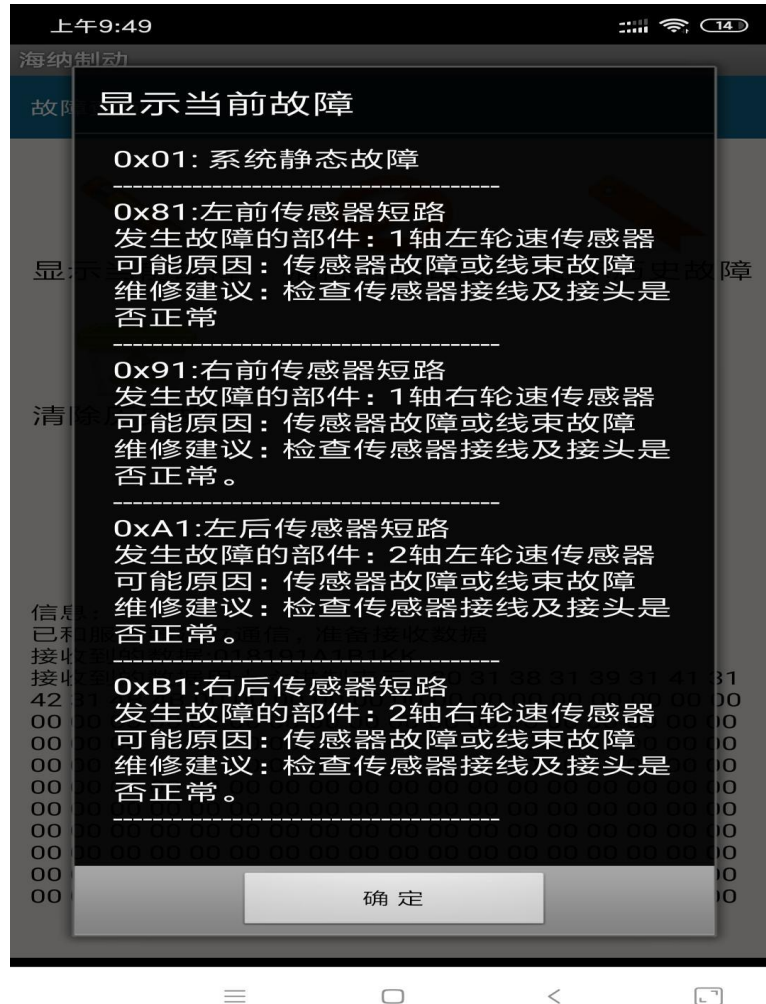 上午9:49
14
海纳制动
故障
显示当前故障
0x01: 系统静态故障
---------------------------------------
0x81:左前传感器短路
发生故障的部件：1轴左轮速传感器
可能原因：传感器故障或线束故障
维修建议：检查传感器接线及接头是
否正常
---------------------------------------
0x91:右前传感器短路
发生故障的部件：1轴右轮速传感器
可能原因：传感器故障或线束故障
维修建议：检查传感器接线及接头是
否正常。
---------------------------------------
0xA1:左后传感器短路
发生故障的部件：2轴左轮速传感器
可能原因：传感器故障或线束故障
维修建议：检查传感器接线及接头是
否正常。
---------------------------------------
0xB1:右后传感器短路
发生故障的部件：2轴右轮速传感器
可能原因：传感器故障或线束故障
维修建议：检查传感器接线及接头是
否正常。
---------------------------------------
确 定